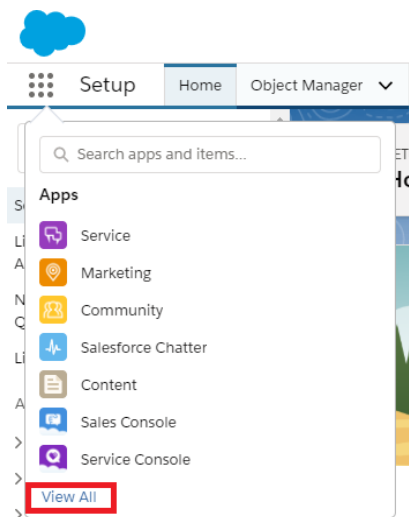 Setup Home Object Manager
Search apps and items...
Apps
Service
Marketing
Community
Salesforce Chatter
Content
Sales Console
Service Console
View All